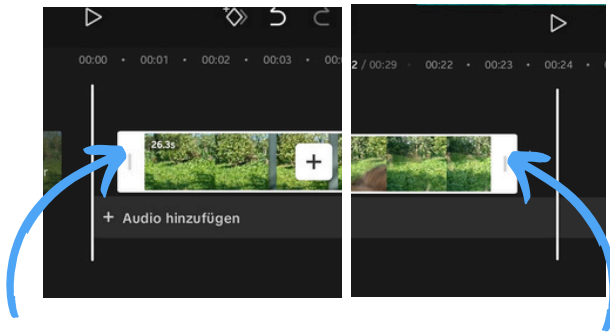 00:00 · 00:01 · 00:02 · 00:03 · 00:
26.3s
+
+ Audio hinzufügen
2 / 00:29 · 00:22 · 00:23 · 00:24 ·